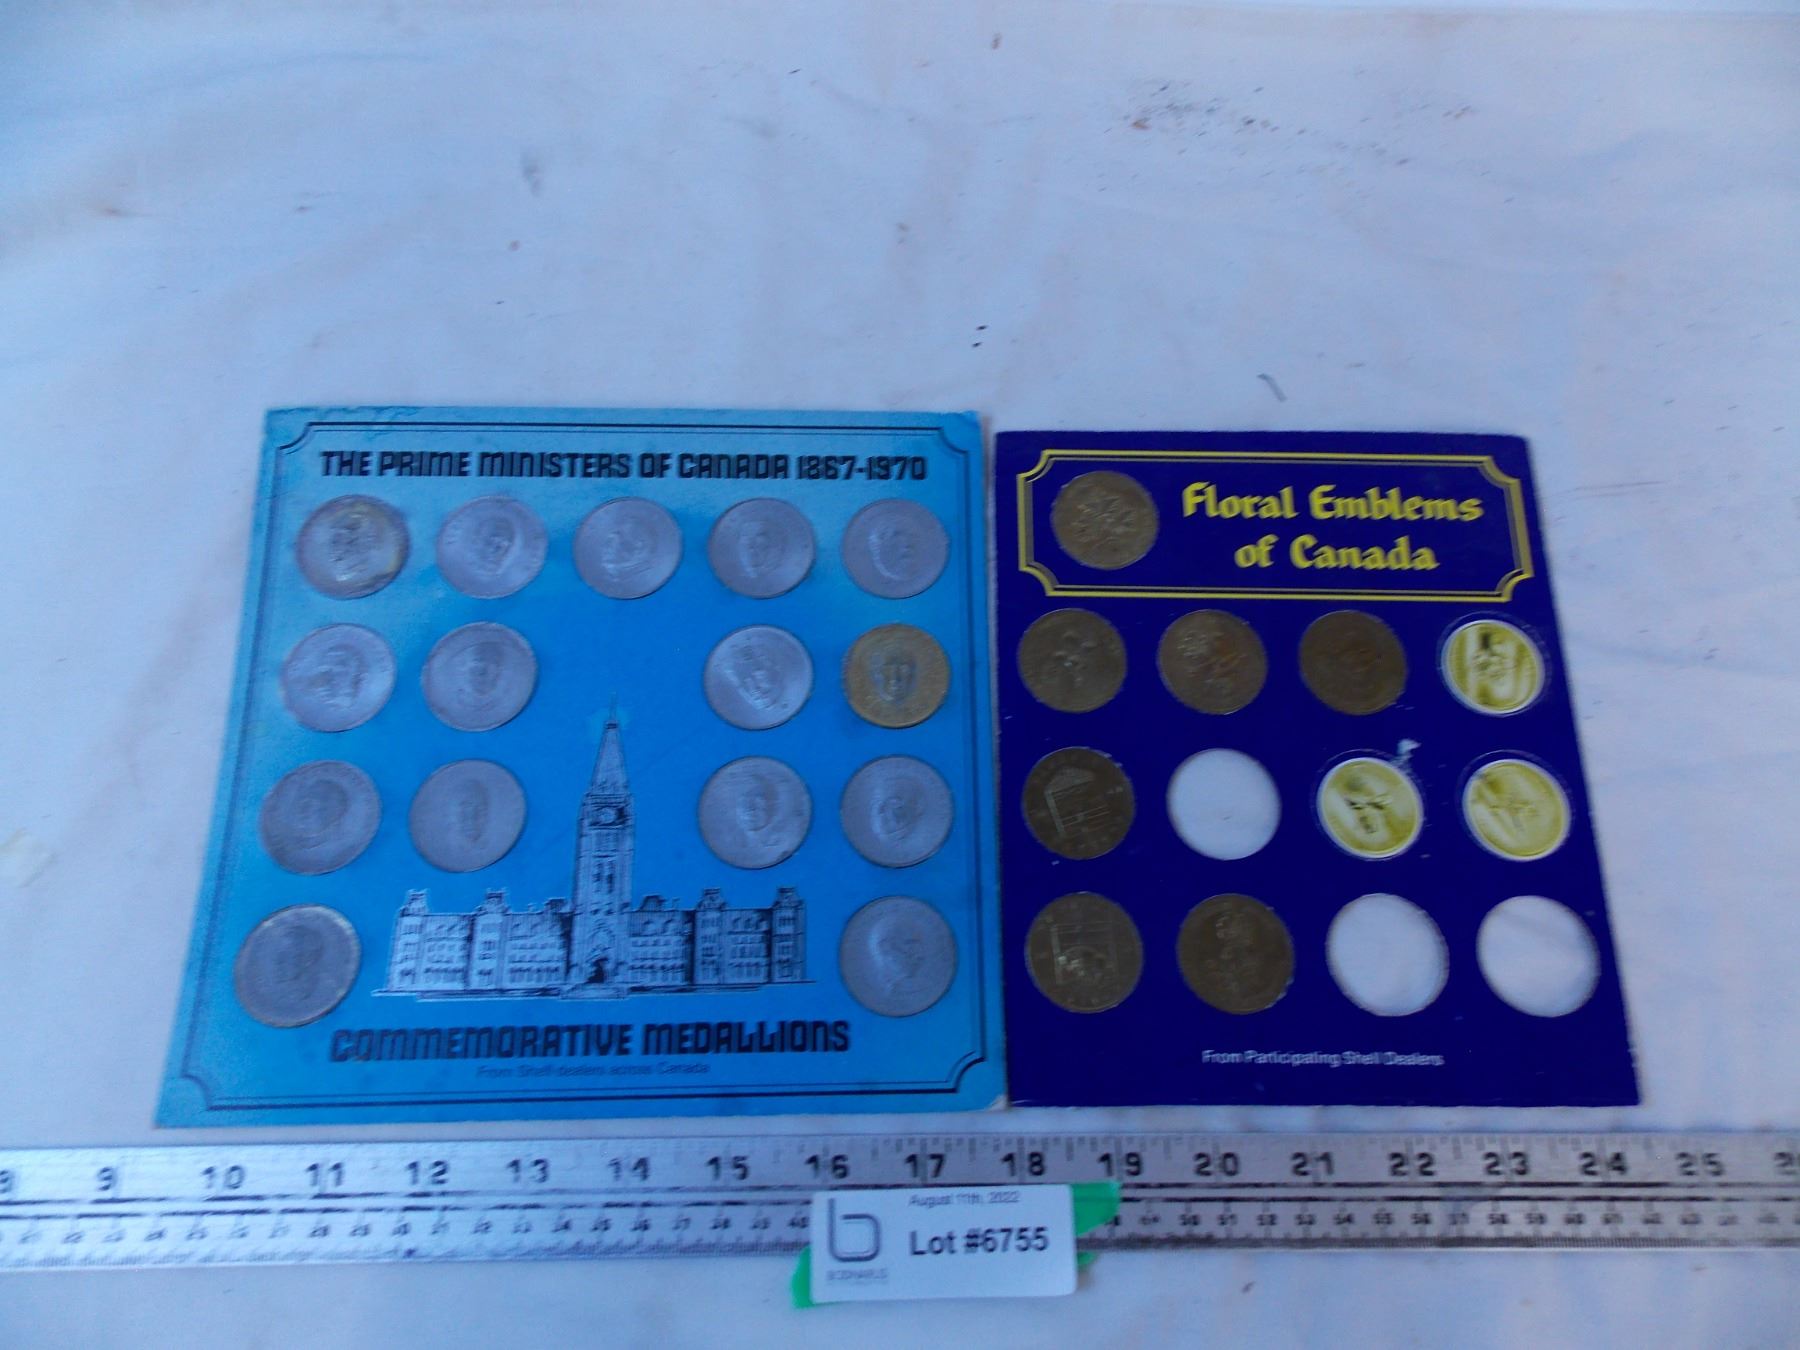 THE PRIME MINISTERS OF CANADA 1867-1970
COMMEMORATIVE MEDALLIONS
From Shell dealers across Canada
Floral Emblems
of Canada
From Participating Shell Dealers
9 10 11 12 13 14 15 16 17 18 19 20 21 22 23 24 25
August 11th, 2022
Lot #6755